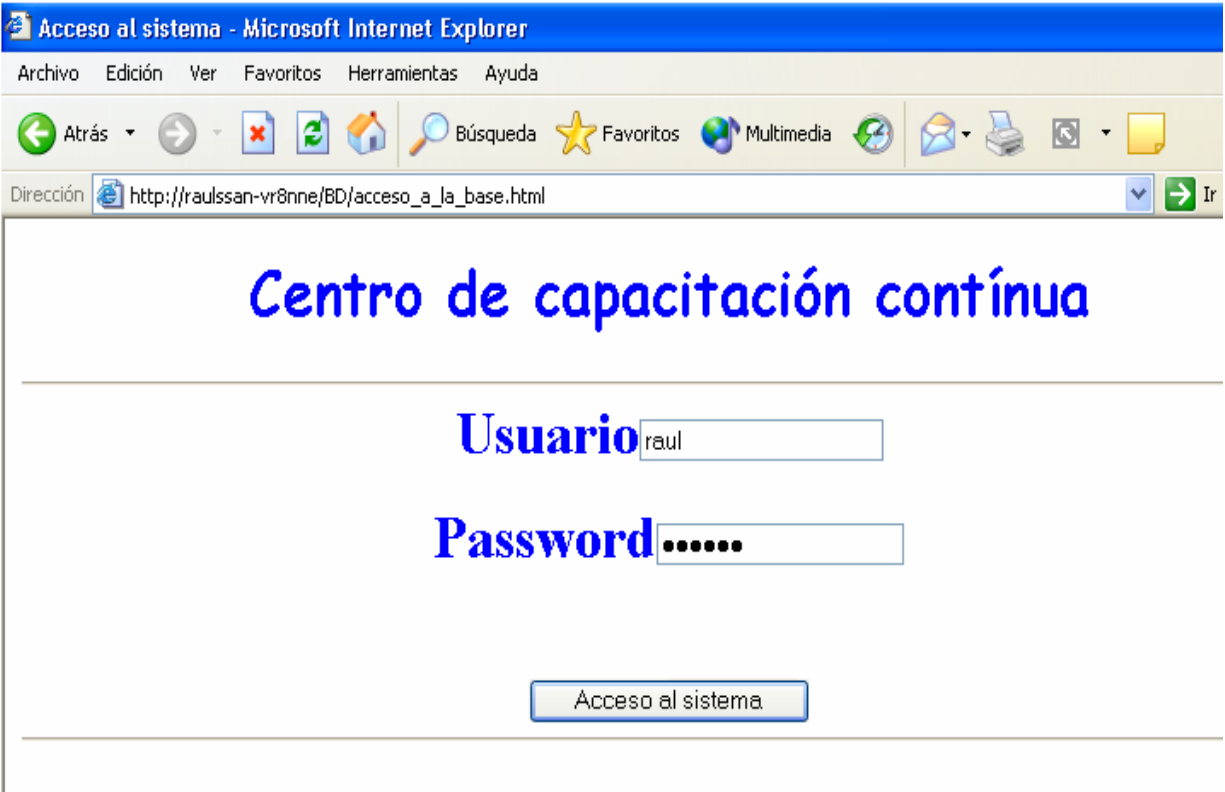 Acceso al sistema - Microsoft Internet Explorer
Archivo Edición Ver Favoritos Herramientas Ayuda
Atrás Búsqueda Favoritos Multimedia
Dirección http://raulssan-vr8nne/BD/acceso_a_la_base.html Ir
Centro de capacitación contínua
Usuario raul
Password ••••••
Acceso al sistema